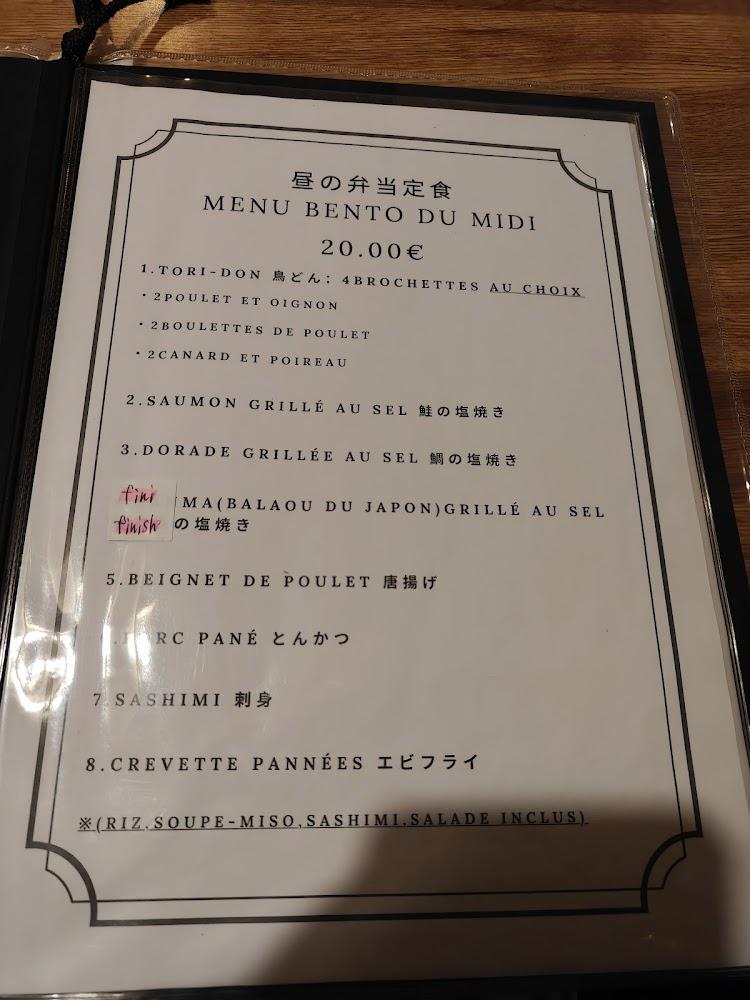 昼の弁当定食
MENU BENTO DU MIDI
20.00€
1.TORI-DON 鳥どん: 4BROCHETTES AU CHOIX
・2POULET ET OIGNON
・2BOULETTES DE POULET
・2CANARD ET POIREAU
2.SAUMON GRILLÉ AU SEL 鮭の塩焼き
3.DORADE GRILLÉE AU SEL 鯛の塩焼き
fini MA(BALAOU DU JAPON)GRILLÉ AU SEL
finish の塩焼き
5.BEIGNET DE POULET 唐揚げ
PORC PANÉ とんかつ
7.SASHIMI 刺身
8.CREVETTE PANNÉES エビフライ
※(RIZ,SOUPE-MISO,SASHIMI,SALADE INCLUS)